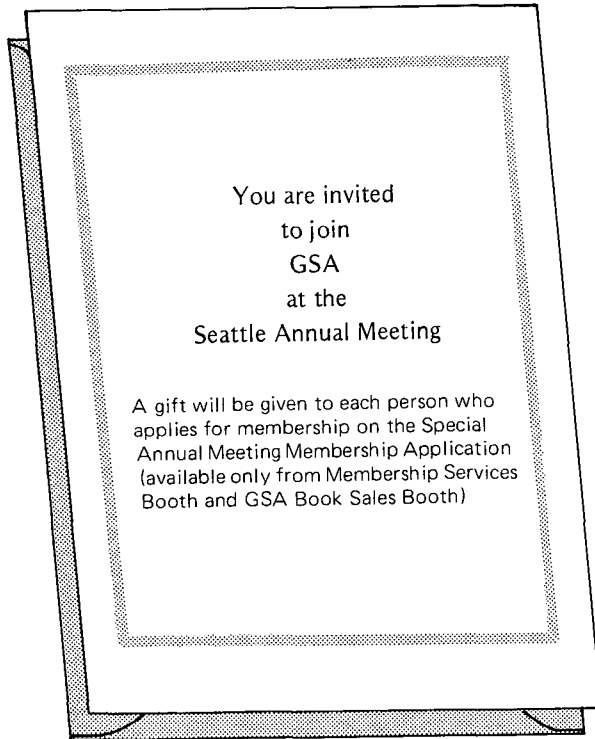 You are invited
to join
GSA
at the
Seattle Annual Meeting
A gift will be given to each person who
applies for membership on the Special
Annual Meeting Membership Application
(available only from Membership Services
Booth and GSA Book Sales Booth)